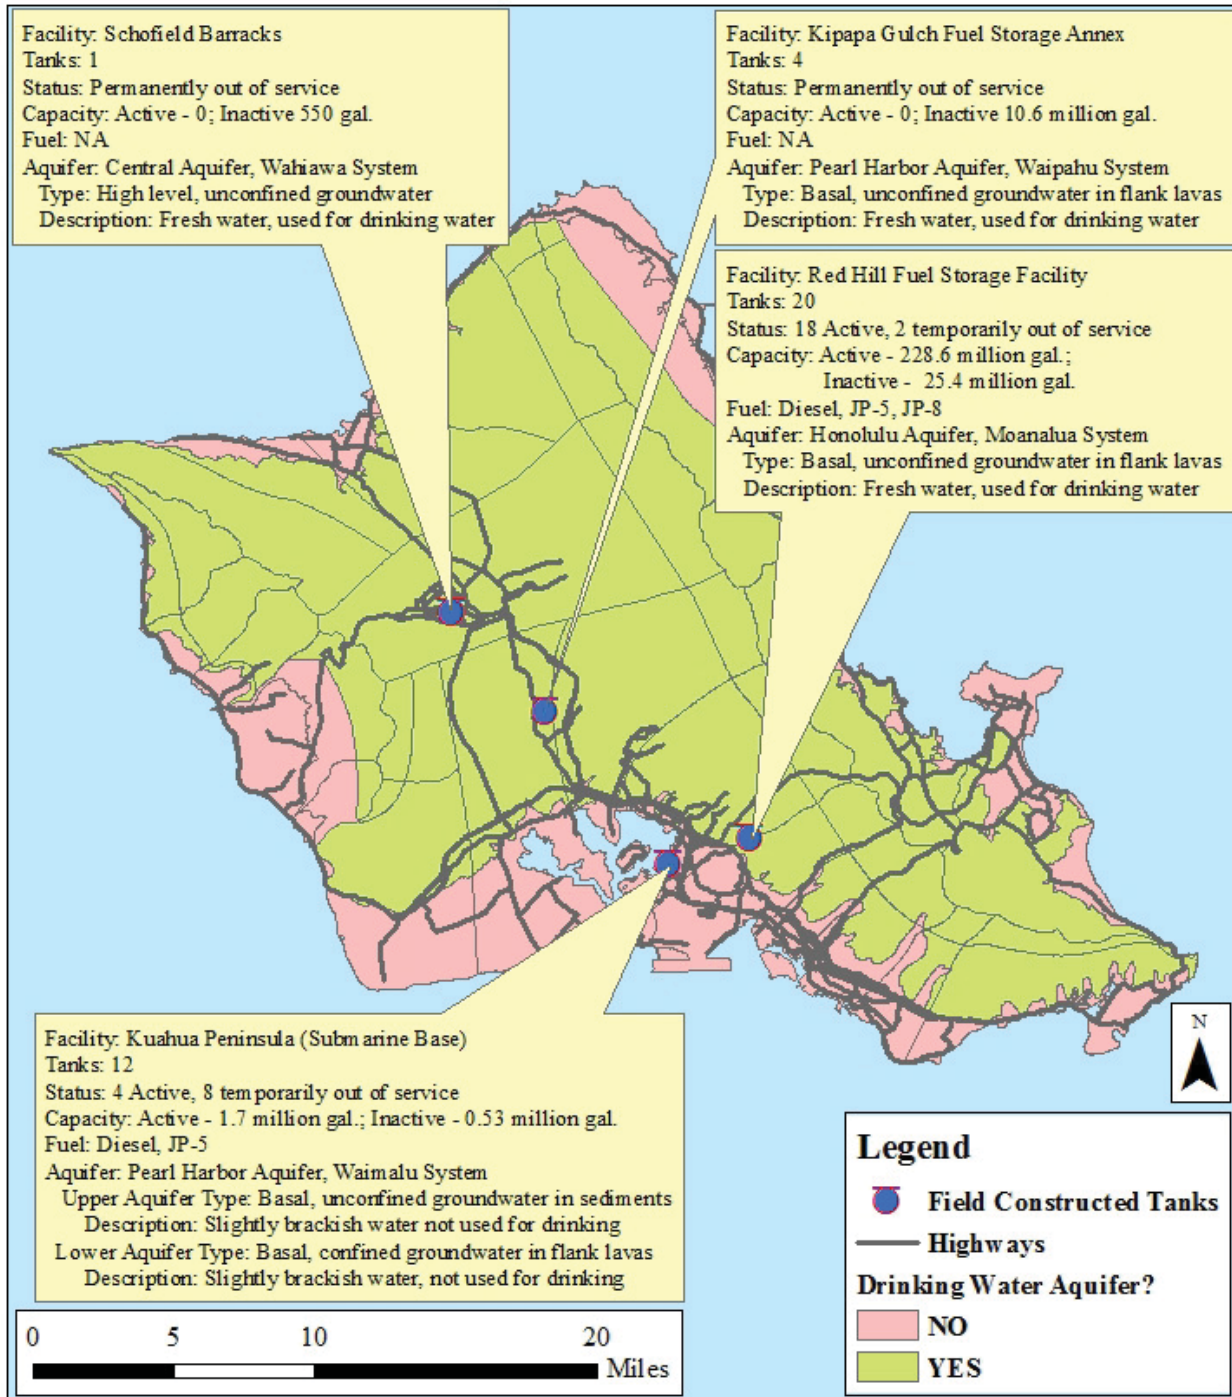 Facility: Schofield Barracks
Tanks: 1
Status: Permanently out of service
Capacity: Active - 0; Inactive 550 gal.
Fuel: NA
Aquifer: Central Aquifer, Wahiawa System
Type: High level, unconfined groundwater
Description: Fresh water, used for drinking water
Facility: Kipapa Gulch Fuel Storage Annex
Tanks: 4
Status: Permanently out of service
Capacity: Active - 0; Inactive 10.6 million gal.
Fuel: NA
Aquifer: Pearl Harbor Aquifer, Waipahu System
Type: Basal, unconfined groundwater in flank lavas
Description: Fresh water, used for drinking water
Facility: Red Hill Fuel Storage Facility
Tanks: 20
Status: 18 Active, 2 temporarily out of service
Capacity: Active - 228.6 million gal.;
Inactive - 25.4 million gal.
Fuel: Diesel, JP-5, JP-8
Aquifer: Honolulu Aquifer, Moanalua System
Type: Basal, unconfined groundwater in flank lavas
Description: Fresh water, used for drinking water
Facility: Kuahua Peninsula (Submarine Base)
Tanks: 12
Status: 4 Active, 8 temporarily out of service
Capacity: Active - 1.7 million gal.; Inactive - 0.53 million gal.
Fuel: Diesel, JP-5
Aquifer: Pearl Harbor Aquifer, Waimalu System
Upper Aquifer Type: Basal, unconfined groundwater in sediments
Description: Slightly brackish water not used for drinking
Lower Aquifer Type: Basal, confined groundwater in flank lavas
Description: Slightly brackish water, not used for drinking
N
Legend
Field Constructed Tanks
Highways
Drinking Water Aquifer?
NO
YES
0 5 10 20
Miles